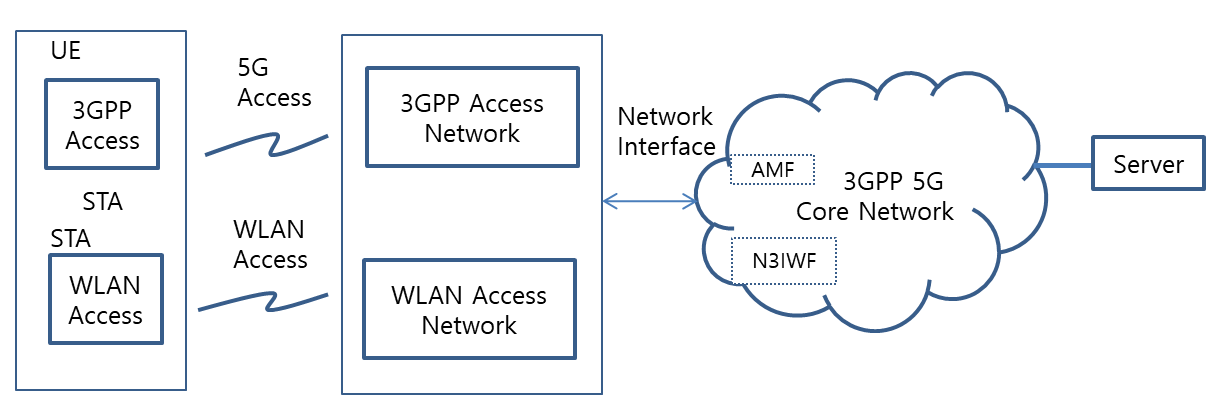 UE
3GPP
Access
STA
STA
WLAN
Access
5G
Access
WLAN
Access
3GPP Access
Network
WLAN Access
Network
Network
Interface
AMF
3GPP 5G
Core Network
N3IWF
Server